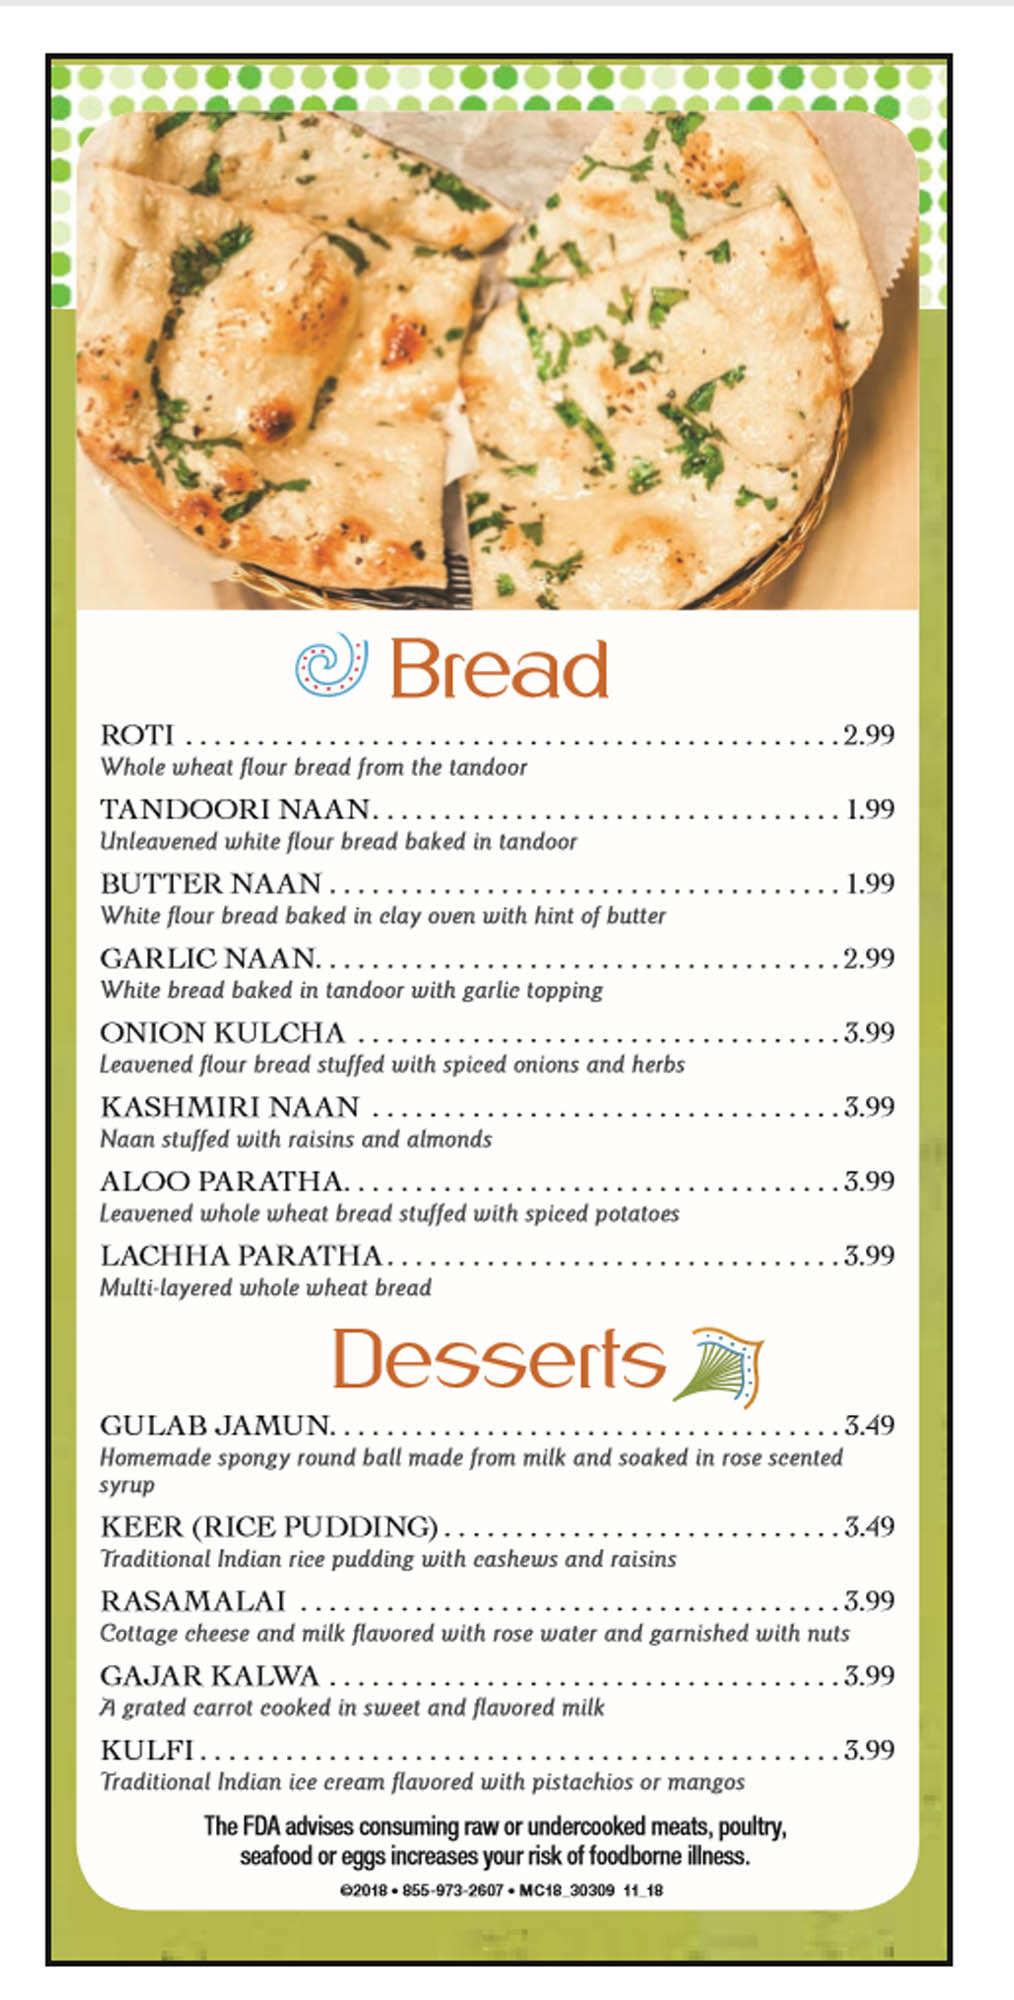 Bread
ROTI ............................................... 2.99
Whole wheat flour bread from the tandoor
TANDOORI NAAN................................. 1.99
Unleavened white flour bread baked in tandoor
BUTTER NAAN .................................... 1.99
White flour bread baked in clay oven with hint of butter
GARLIC NAAN..................................... 2.99
White bread baked in tandoor with garlic topping
ONION KULCHA .................................. 3.99
Leavened flour bread stuffed with spiced onions and herbs
KASHMIRI NAAN ................................. 3.99
Naan stuffed with raisins and almonds
ALOO PARATHA................................... 3.99
Leavened whole wheat bread stuffed with spiced potatoes
LACHHA PARATHA................................ 3.99
Multi-layered whole wheat bread
Desserts
GULAB JAMUN.................................... 3.49
Homemade spongy round ball made from milk and soaked in rose scented
syrup
KEER (RICE PUDDING)............................ 3.49
Traditional Indian rice pudding with cashews and raisins
RASAMALAI ...................................... 3.99
Cottage cheese and milk flavored with rose water and garnished with nuts
GAJAR KALWA .................................... 3.99
A grated carrot cooked in sweet and flavored milk
KULFI............................................. 3.99
Traditional Indian ice cream flavored with pistachios or mangos
The FDA advises consuming raw or undercooked meats, poultry,
seafood or eggs increases your risk of foodborne illness.
©2018 • 855-973-2607 • MC18_30309 11_18